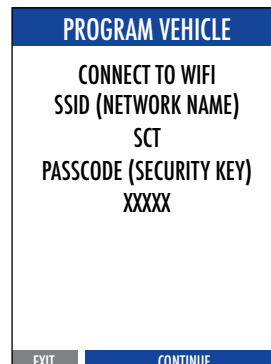 PROGRAM VEHICLE
CONNECT TO WIFI
SSID (NETWORK NAME)
SCT
PASSCODE (SECURITY KEY)
XXXXX
EXIT CONTINUE